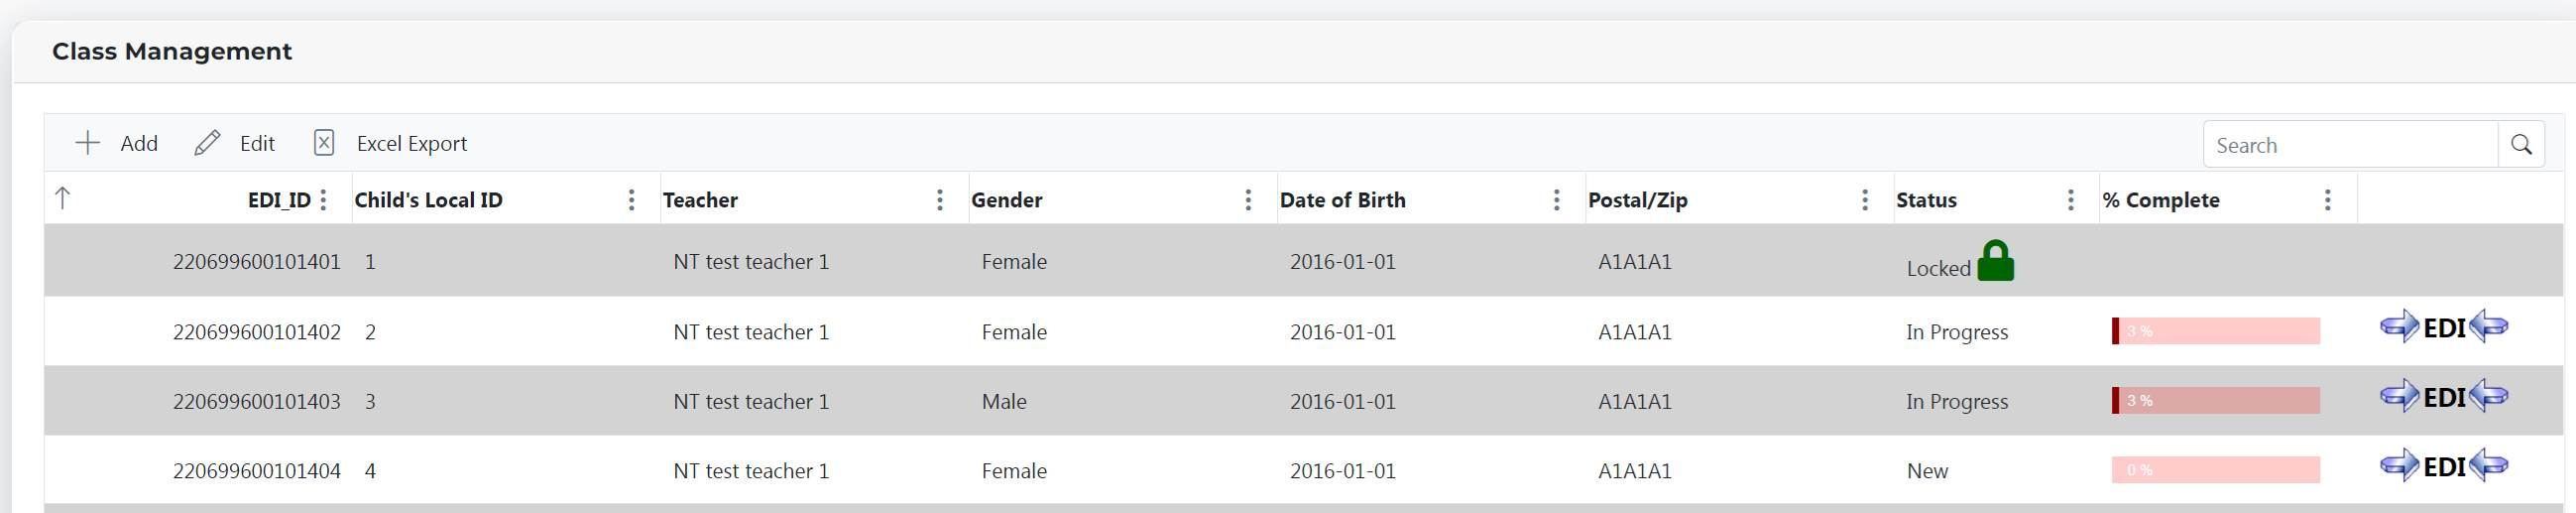 Class Management
Add Edit Excel Export Search
EDI_ID Child's Local ID Teacher Gender Date of Birth Postal/Zip Status % Complete
220699600101401 1 NT test teacher 1 Female 2016-01-01 A1A1A1 Locked
220699600101402 2 NT test teacher 1 Female 2016-01-01 A1A1A1 In Progress 3 % EDI
220699600101403 3 NT test teacher 1 Male 2016-01-01 A1A1A1 In Progress 3 % EDI
220699600101404 4 NT test teacher 1 Female 2016-01-01 A1A1A1 New 0 % EDI